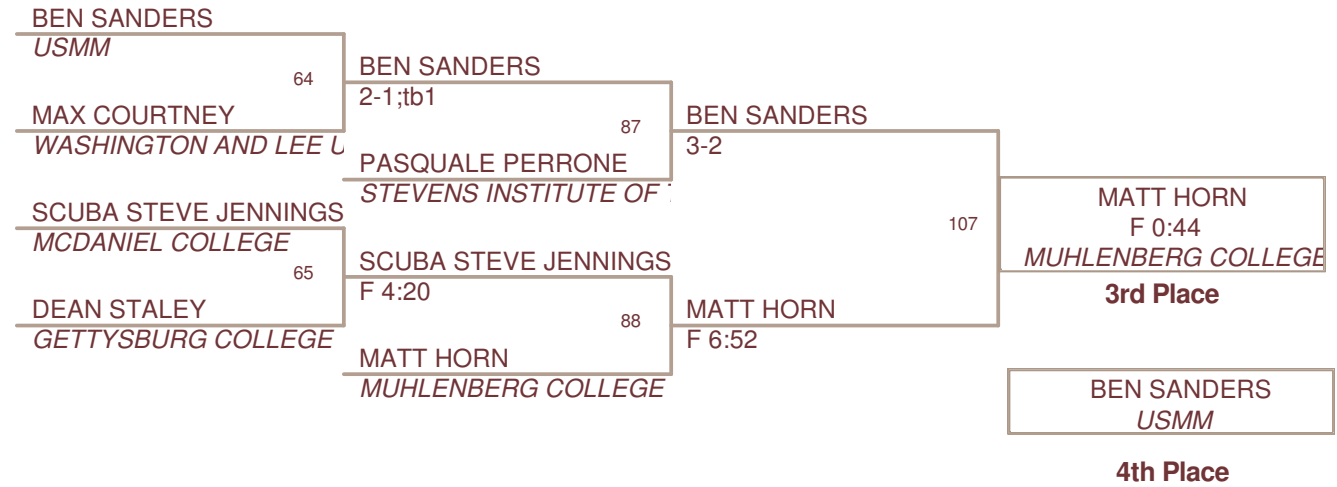 BEN SANDERS
USMM
64
MAX COURTNEY
WASHINGTON AND LEE U
SCUBA STEVE JENNINGS
MCDANIEL COLLEGE
65
DEAN STALEY
GETTYSBURG COLLEGE
BEN SANDERS
2-1;tb1
87
PASQUALE PERRONE
STEVENS INSTITUTE OF
SCUBA STEVE JENNINGS
F 4:20
88
MATT HORN
MUHLENBERG COLLEGE
BEN SANDERS
3-2
107
MATT HORN
F 6:52
MATT HORN
F 0:44
MUHLENBERG COLLEGE
3rd Place
BEN SANDERS
USMM
4th Place